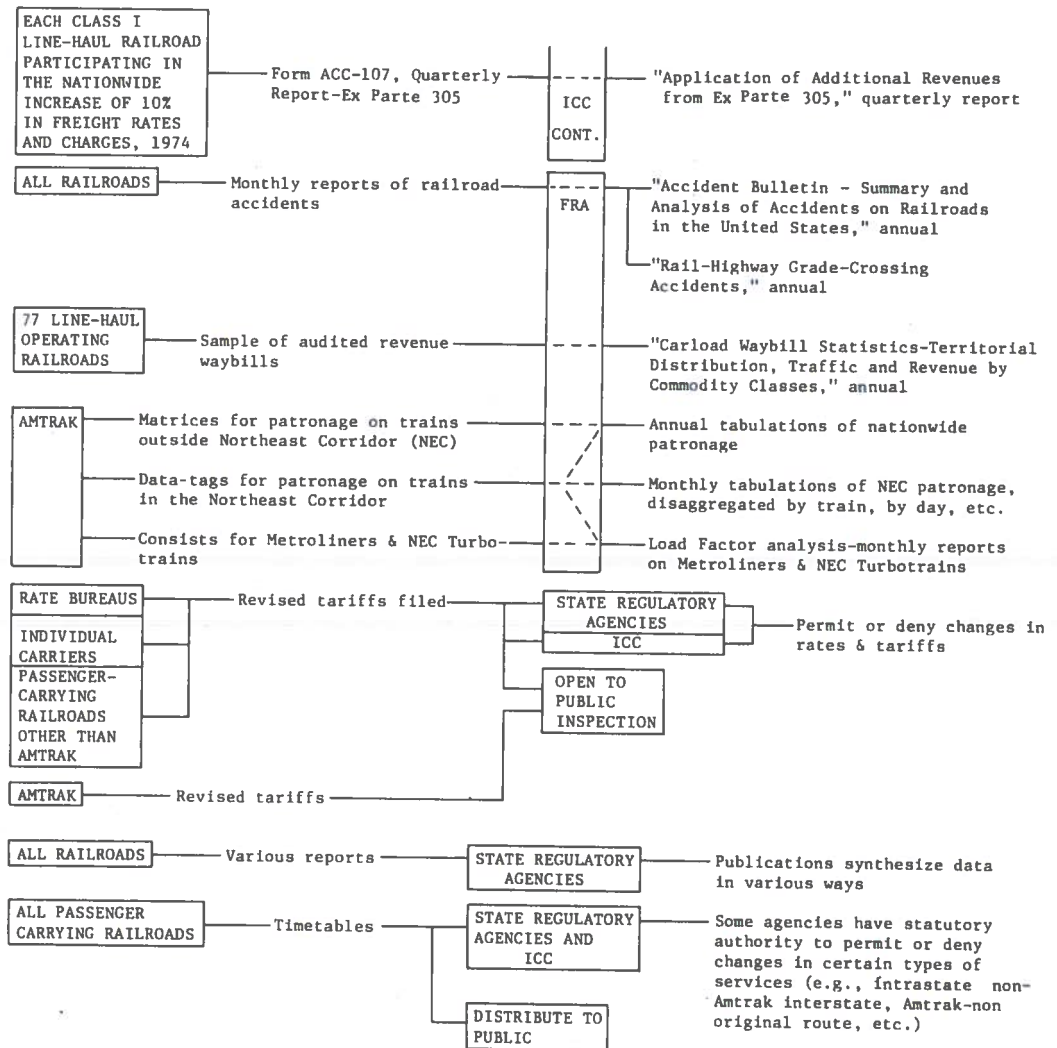 EACH CLASS I
LINE-HAUL RAILROAD
PARTICIPATING IN
THE NATIONWIDE
INCREASE OF 10%
IN FREIGHT RATES
AND CHARGES, 1974
Form ACC-107, Quarterly
Report-Ex Parte 305
ICC
CONT.
"Application of Additional Revenues
from Ex Parte 305," quarterly report
ALL RAILROADS
Monthly reports of railroad
accidents
FRA
"Accident Bulletin - Summary and
Analysis of Accidents on Railroads
in the United States," annual
"Rail-Highway Grade-Crossing
Accidents," annual
77 LINE-HAUL
OPERATING
RAILROADS
Sample of audited revenue
waybills
"Carload Waybill Statistics-Territorial
Distribution, Traffic and Revenue by
Commodity Classes," annual
AMTRAK
Matrices for patronage on trains
outside Northeast Corridor (NEC)
Annual tabulations of nationwide
patronage
Data-tags for patronage on trains
in the Northeast Corridor
Monthly tabulations of NEC patronage,
disaggregated by train, by day, etc.
Consists for Metroliners & NEC Turbo
trains
Load Factor analysis-monthly reports
on Metroliners & NEC Turbotrains
RATE BUREAUS
INDIVIDUAL
CARRIERS
PASSENGER-
CARRYING
RAILROADS
OTHER THAN
AMTRAK
Revised tariffs filed
STATE REGULATORY
AGENCIES
ICC
Permit or deny changes in
rates & tariffs
OPEN TO
PUBLIC
INSPECTION
AMTRAK
Revised tariffs
ALL RAILROADS
Various reports
STATE REGULATORY
AGENCIES
Publications synthesize data
in various ways
ALL PASSENGER
CARRYING RAILROADS
Timetables
STATE REGULATORY
AGENCIES AND
ICC
Some agencies have statutory
authority to permit or deny
changes in certain types of
services (e.g., intrastate non-
Amtrak interstate, Amtrak-non
original route, etc.)
DISTRIBUTE TO
PUBLIC